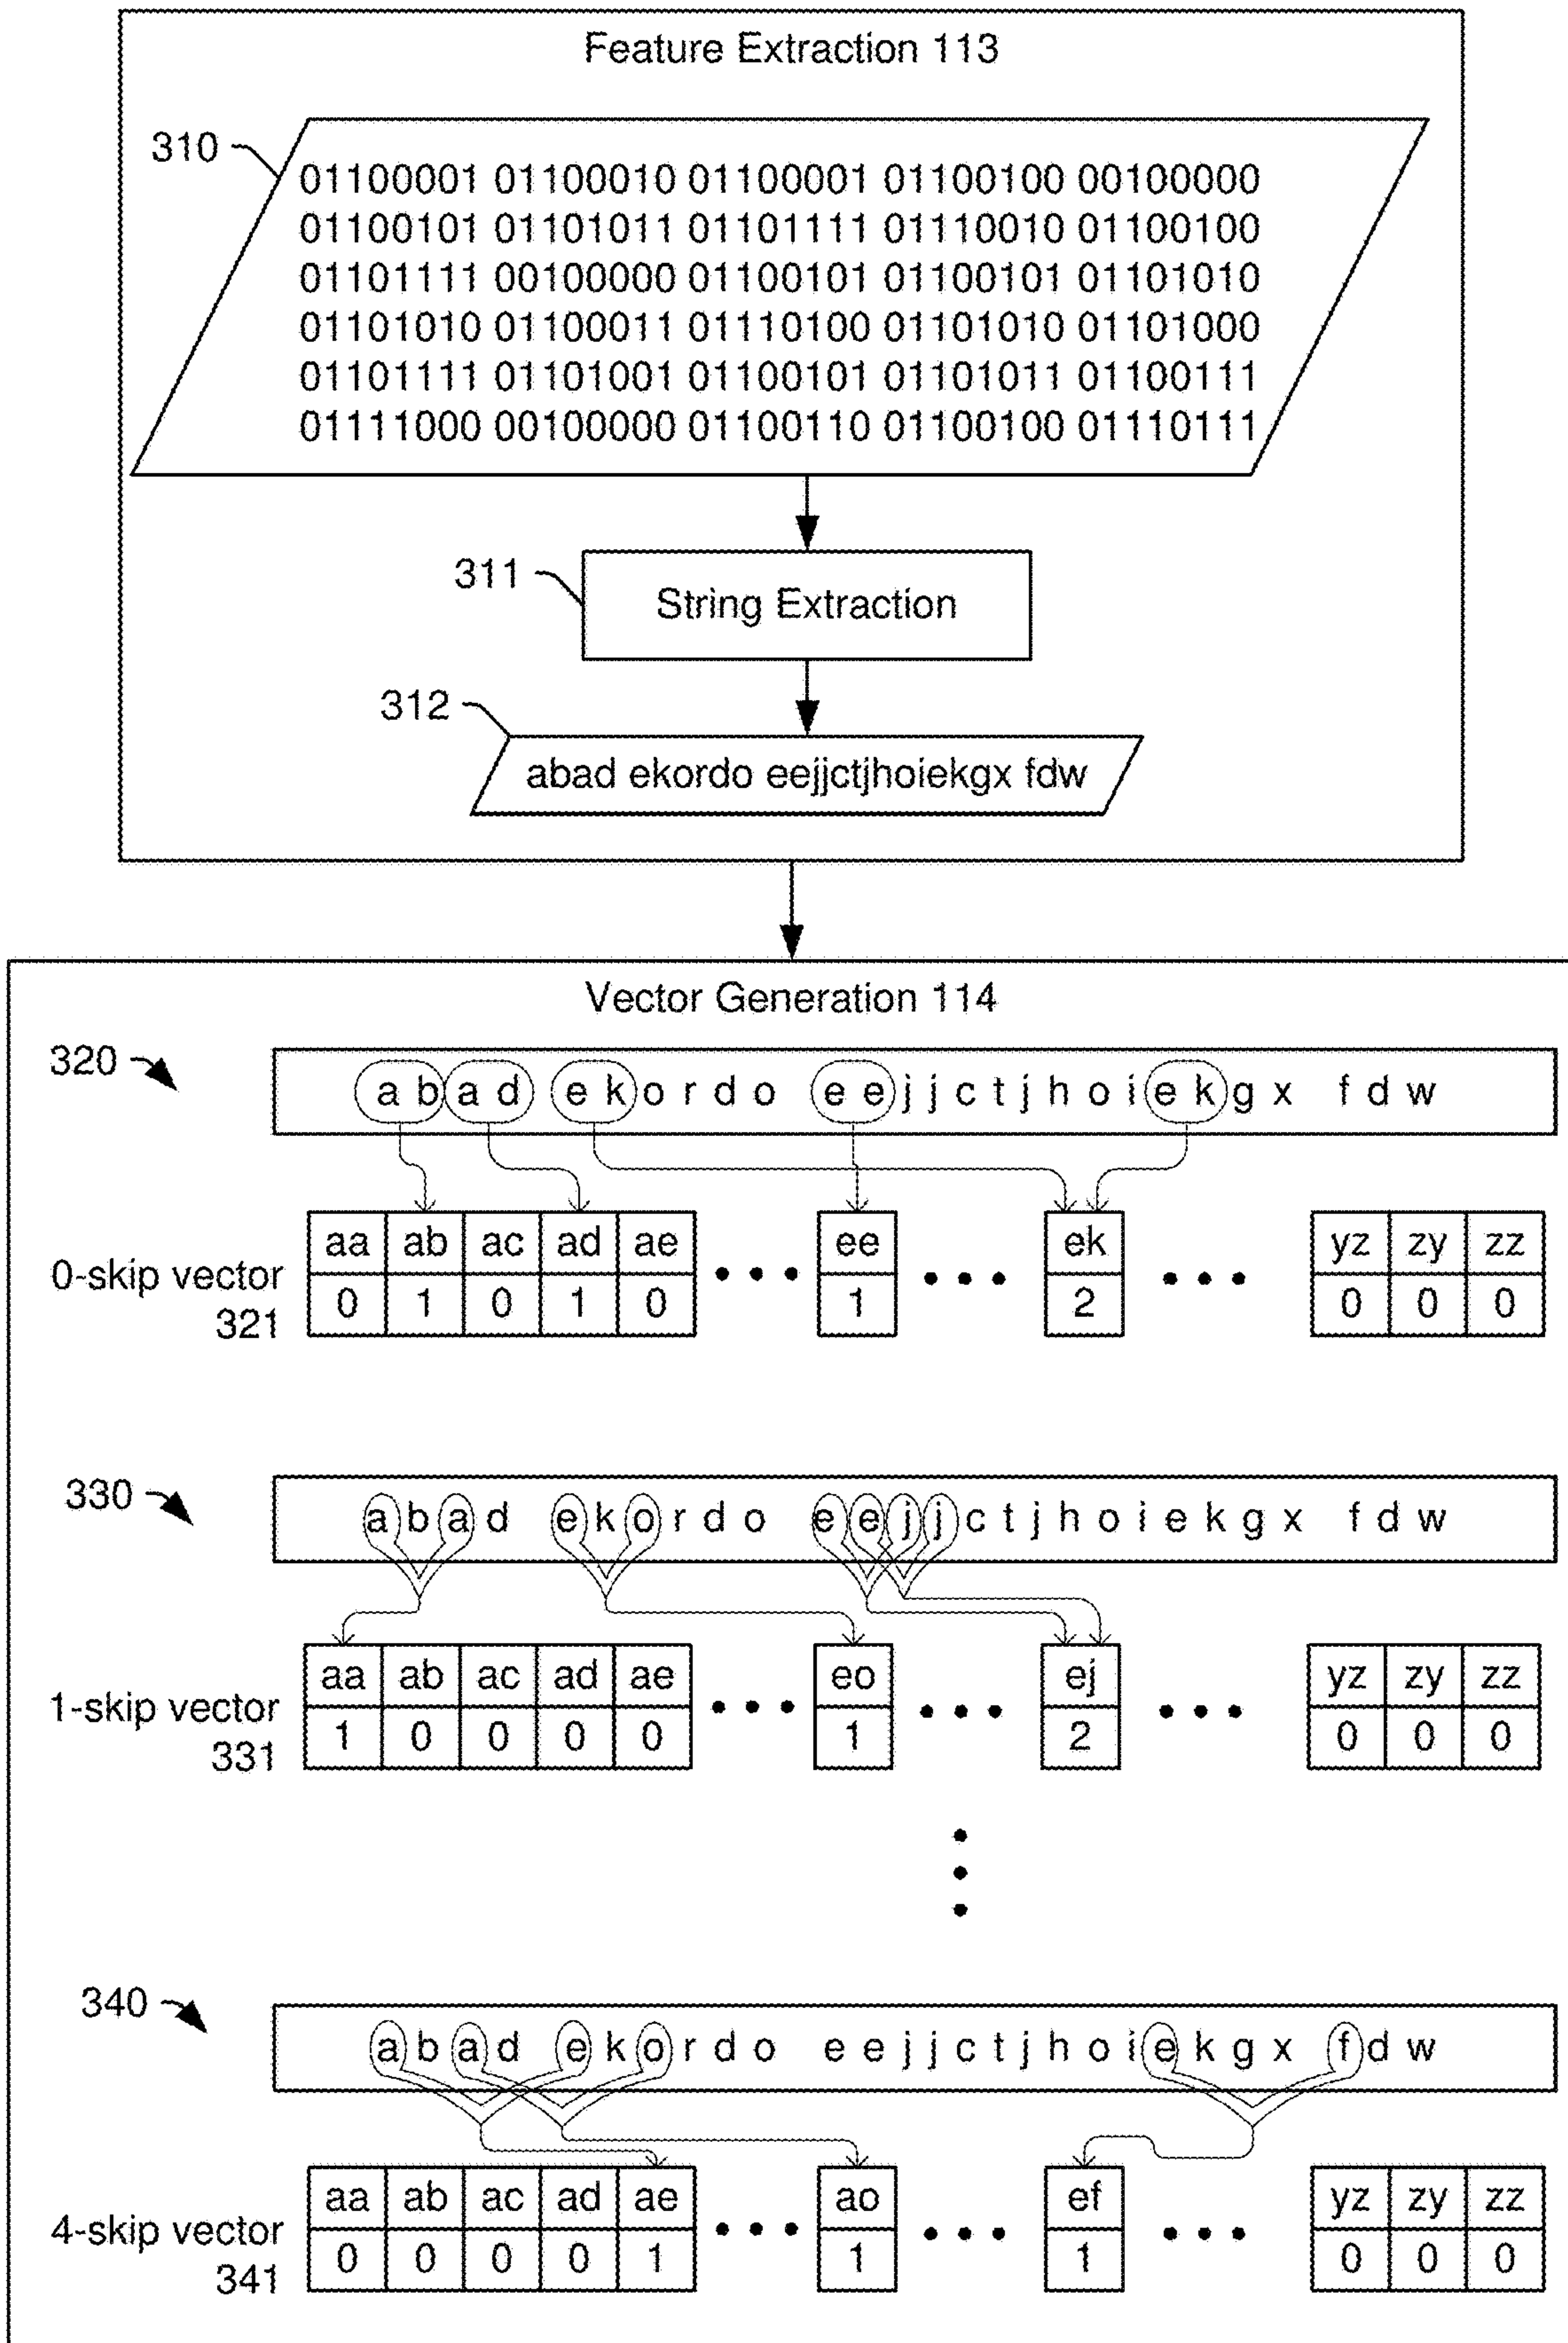 Feature Extraction 113
310
01100001 01100010 01100001 01100100 00100000
01100101 01101011 01101111 01110010 01100100
01101111 00100000 01100101 01100101 01101010
01101010 01100011 01110100 01101010 01101000
01101111 01101001 01100101 01101011 01100111
01111000 00100000 01100110 01100100 01110111
311
String Extraction
312
abad ekordo eejjctjhoiekgx fdw
Vector Generation 114
320
a b a d e k o r d o e e j j c t j h o i e k g x f d w
aa ab ac ad ae ee ek yz zy zz
0-skip vector 321
0 1 0 1 0 1 2 0 0 0
330
a b a d e k o r d o e e j j c t j h o i e k g x f d w
aa ab ac ad ae eo ej yz zy zz
1-skip vector 331
1 0 0 0 0 1 2 0 0 0
340
a b a d e k o r d o e e j j c t j h o i e k g x f d w
aa ab ac ad ae ao ef yz zy zz
4-skip vector 341
0 0 0 0 1 1 1 0 0 0